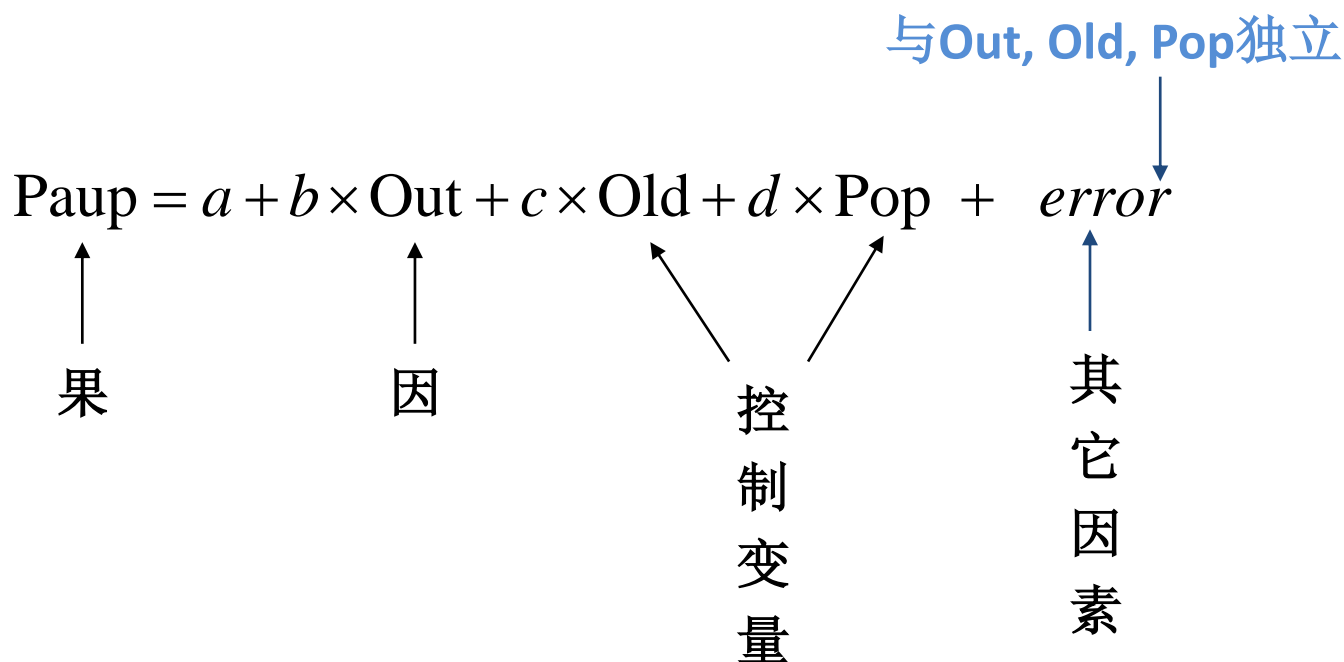 与Out, Old, Pop独立
Paup = a + b × Out + c × Old + d × Pop + error
果
因
控制变量
其它因素